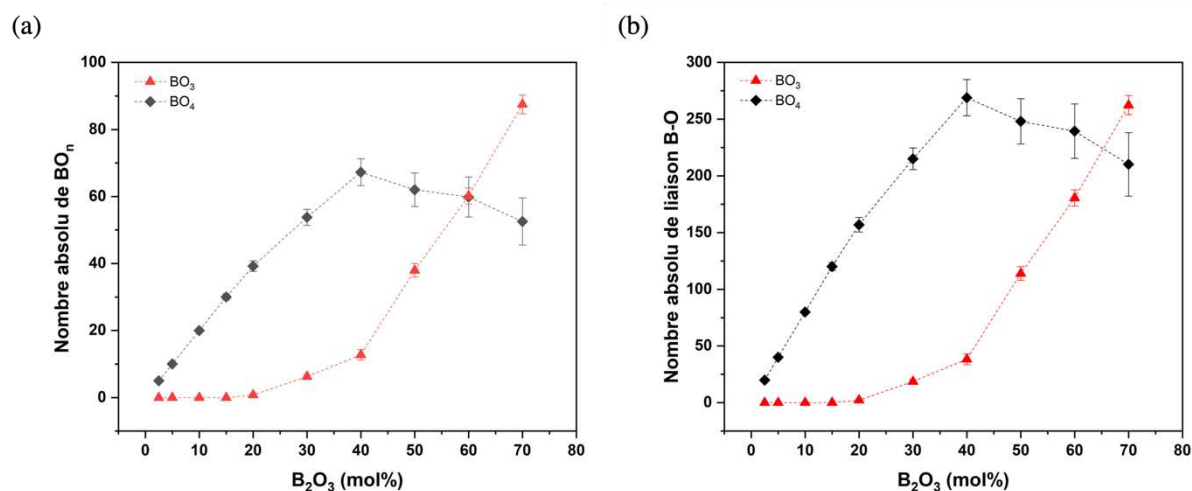 (a)
Nombre absolu de BOₙ
100
80
60
40
20
0
BO₃
BO₄
0 10 20 30 40 50 60 70 80
B₂O₃ (mol%)
(b)
Nombre absolu de liaison B-O
300
250
200
150
100
50
0
BO₃
BO₄
0 10 20 30 40 50 60 70 80
B₂O₃ (mol%)